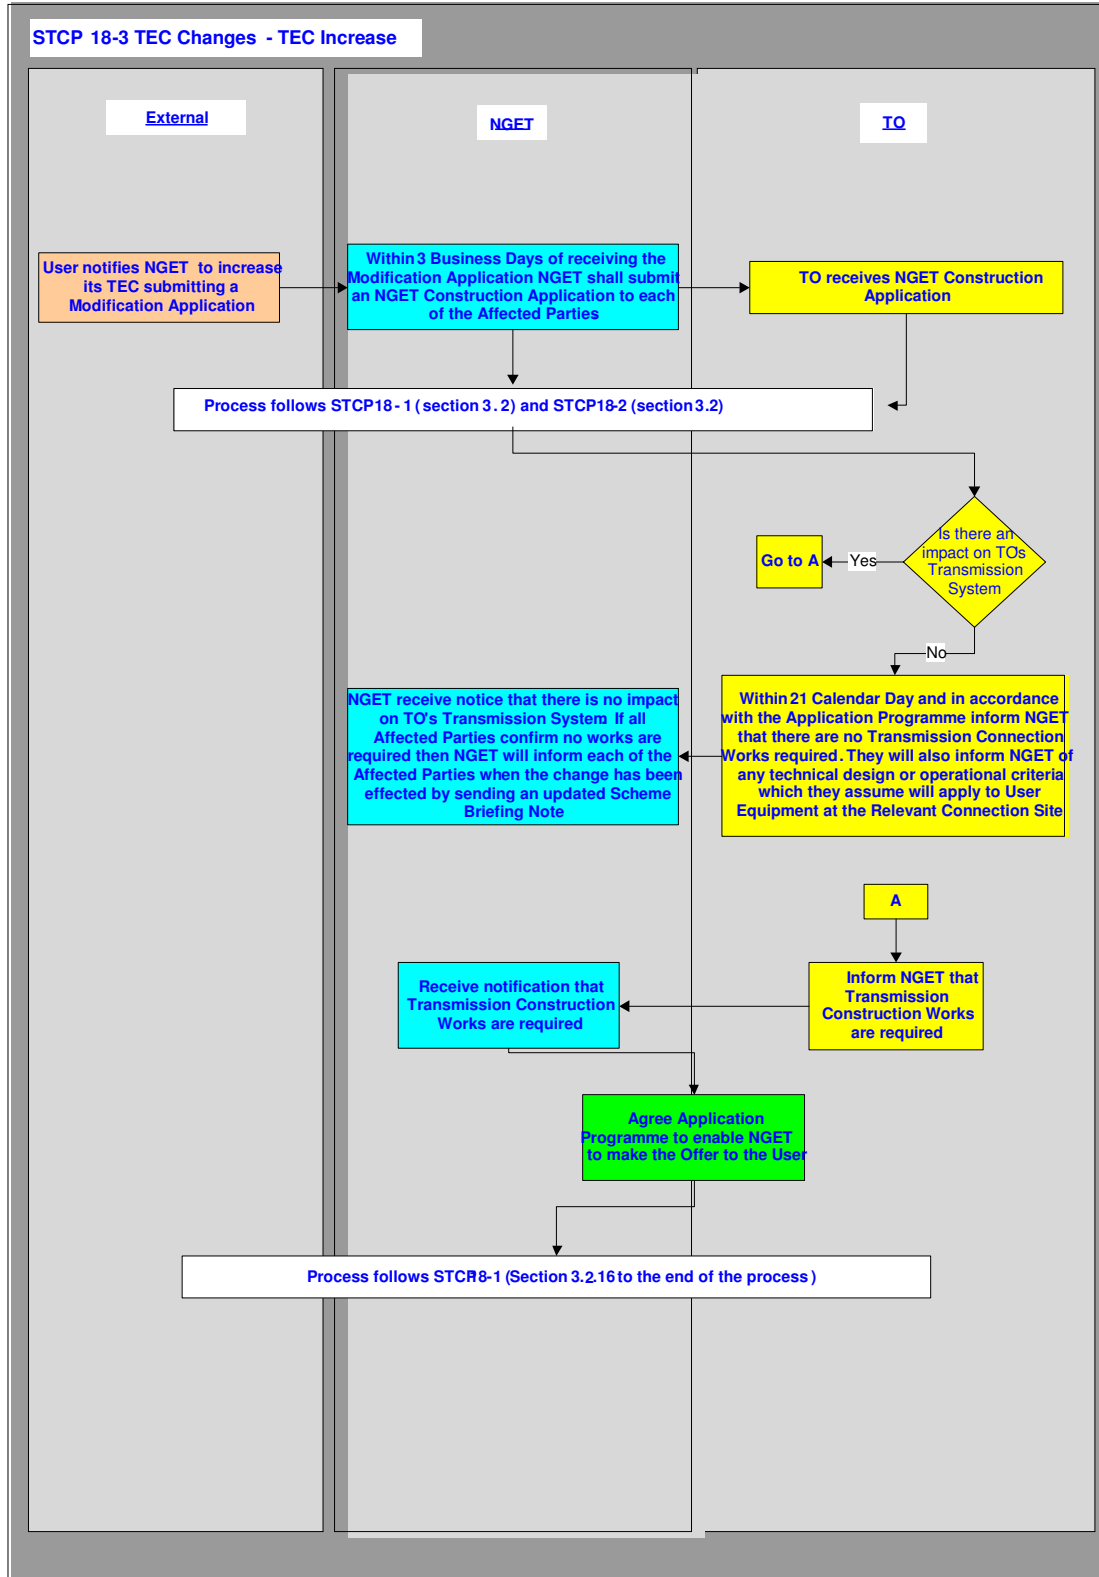 STCP 18-3 TEC Changes - TEC Increase
External
NGET
TO
User notifies NGET to increase
its TEC submitting a
Modification Application
Within 3 Business Days of receiving the
Modification Application NGET shall submit
an NGET Construction Application to each
of the Affected Parties
TO receives NGET Construction
Application
Process follows STCP18-1 (section 3.2) and STCP18-2 (section 3.2)
Is there an
impact on TOs
Transmission
System
Yes
Go to A
No
NGET receive notice that there is no impact
on TO's Transmission System If all
Affected Parties confirm no works are
required then NGET will inform each of the
Affected Parties when the change has been
effected by sending an updated Scheme
Briefing Note
Within 21 Calendar Day and in accordance
with the Application Programme inform NGET
that there are no Transmission Connection
Works required. They will also inform NGET of
any technical design or operational criteria
which they assume will apply to User
Equipment at the Relevant Connection Site
A
Inform NGET that
Transmission
Construction Works
are required
Receive notification that
Transmission Construction
Works are required
Agree Application
Programme to enable NGET
to make the Offer to the User
Process follows STCP18-1 (Section 3.2.16 to the end of the process)